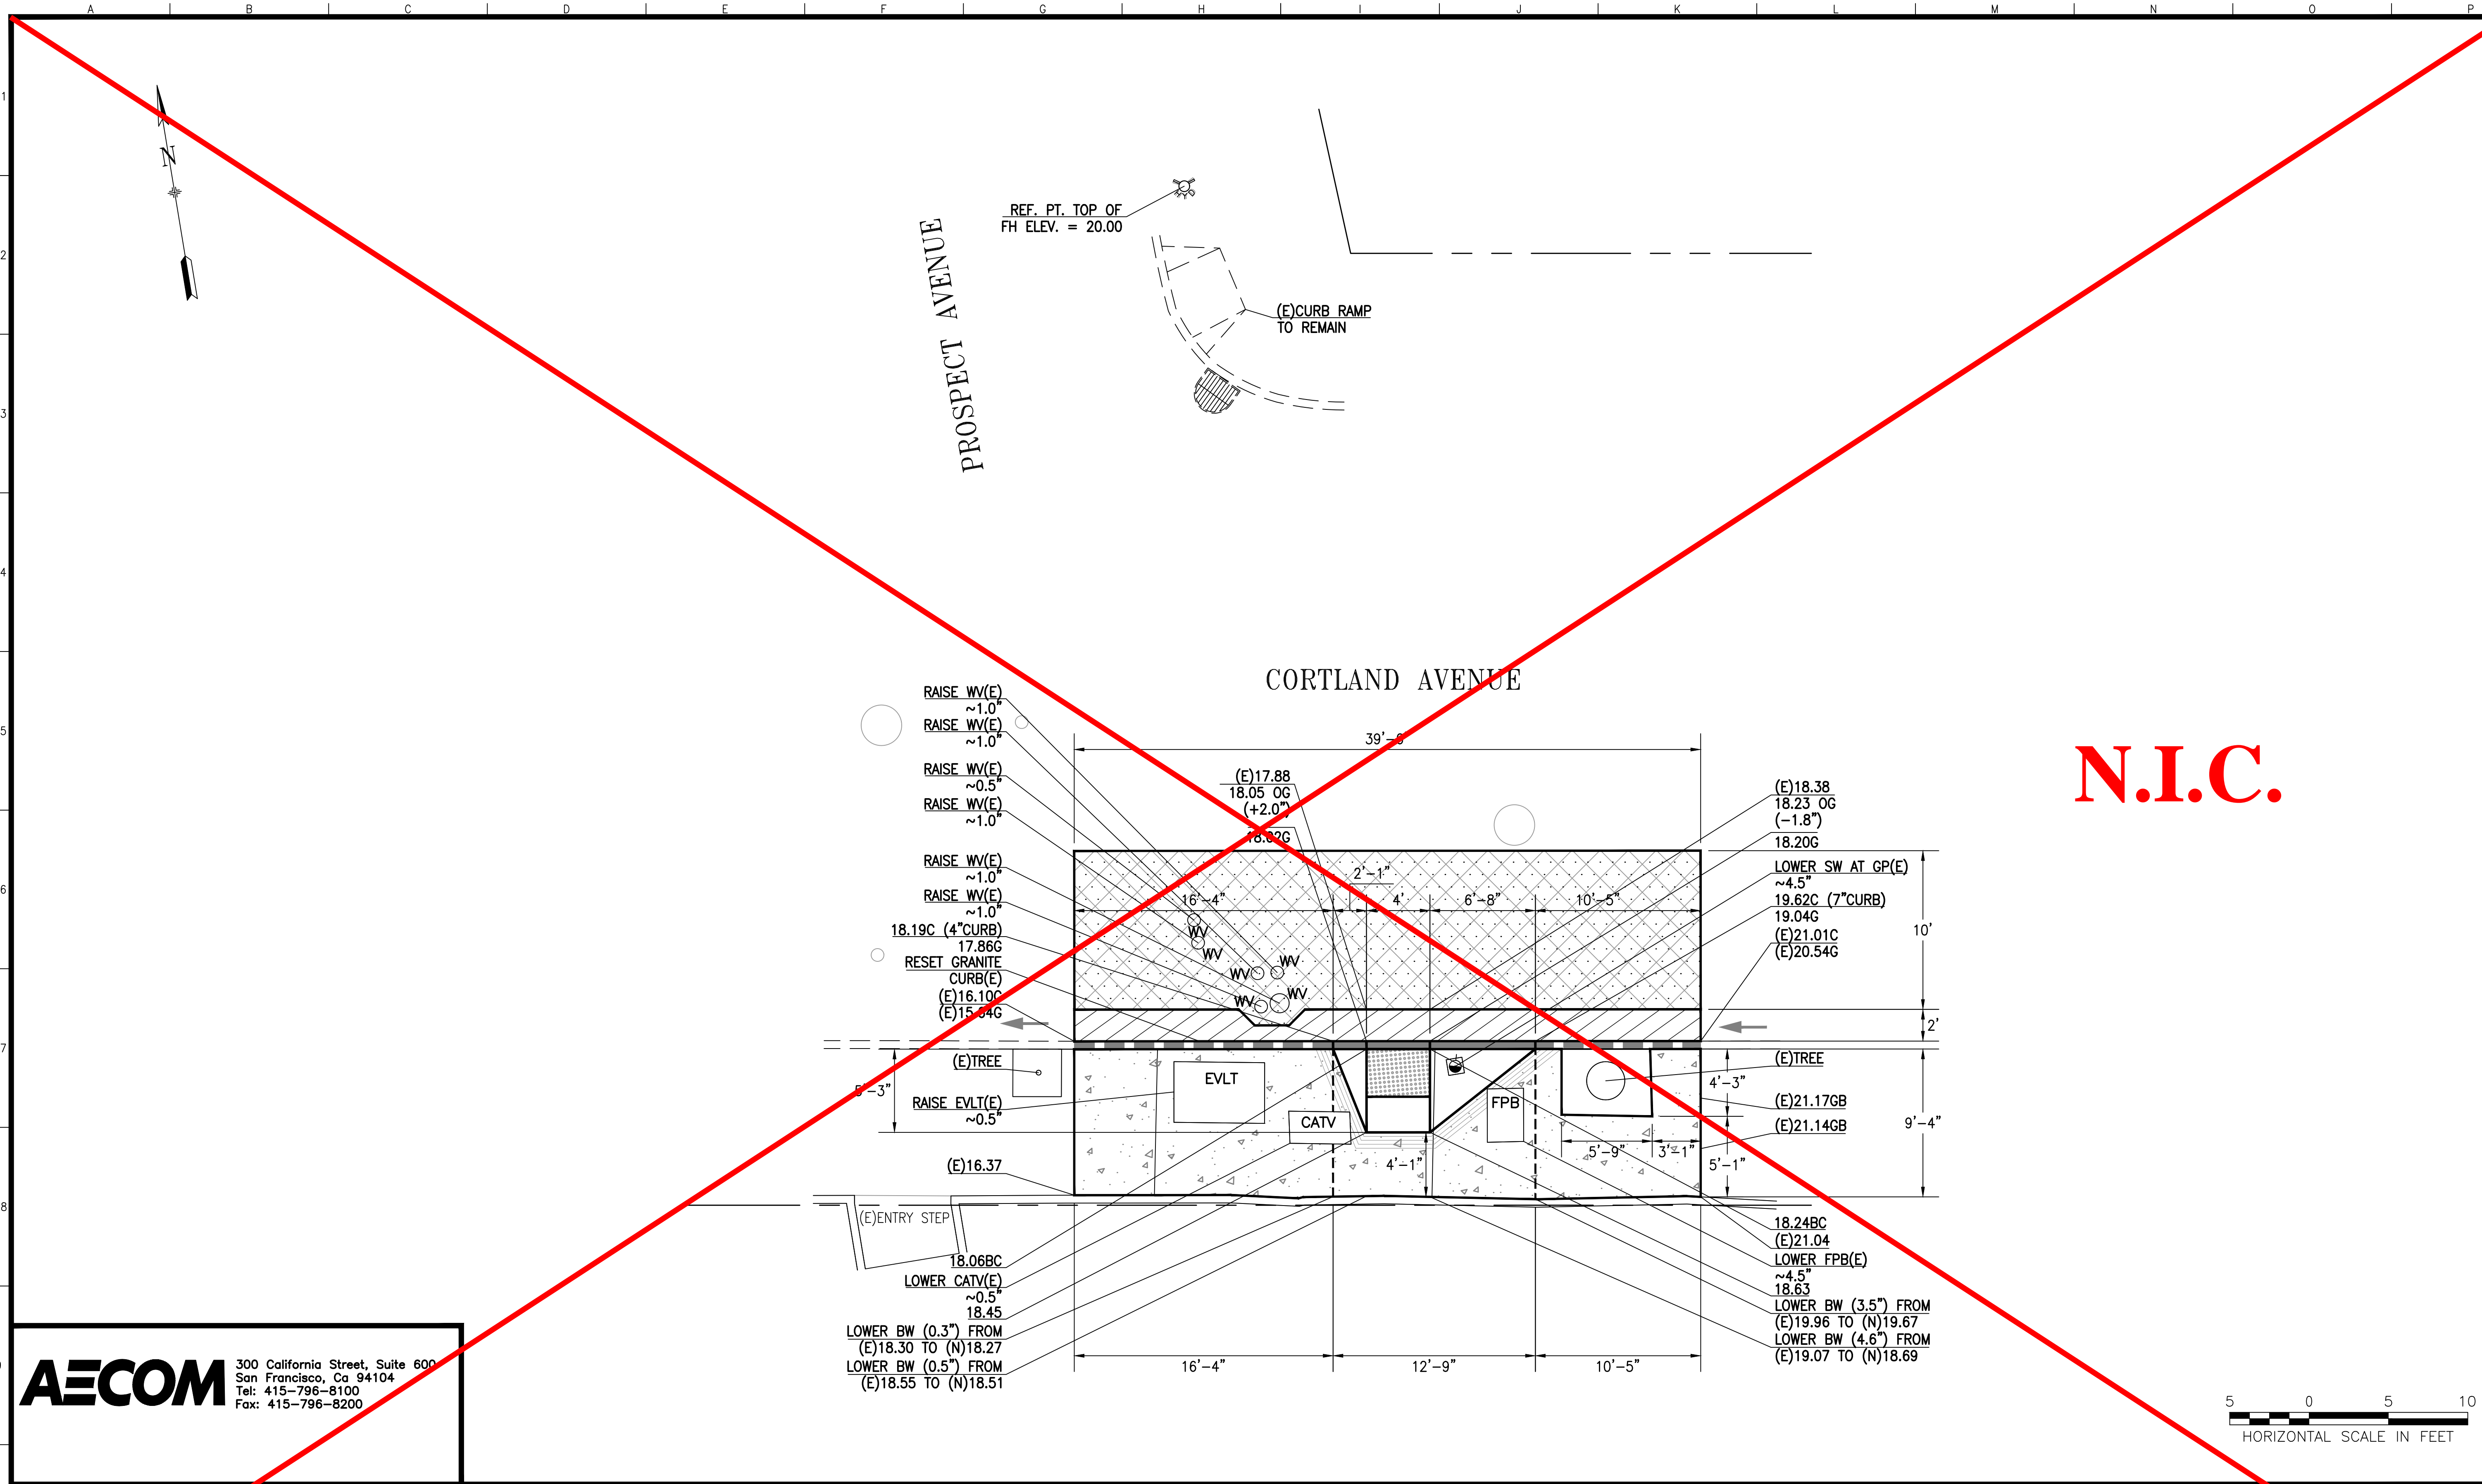 A B C D E F G H I J K L M N O P
1
2
3
4
5
6
7
8
N
REF. PT. TOP OF
FH ELEV. = 20.00
PROSPECT AVENUE
(E)CURB RAMP
TO REMAIN
CORTLAND AVENUE
N.I.C.
RAISE WV(E)
~1.0"
RAISE WV(E)
~1.0"
RAISE WV(E)
~0.5"
RAISE WV(E)
~1.0"
RAISE WV(E)
~1.0"
RAISE WV(E)
~1.0"
18.19C (4"CURB)
17.86G
RESET GRANITE
CURB(E)
(E)16.10C
(E)TREE
RAISE EVLT(E)
~0.5"
(E)16.37
(E)ENTRY STEP
18.06BC
LOWER CATV(E)
~0.5"
18.45
LOWER BW (0.3") FROM
(E)18.30 TO (N)18.27
LOWER BW (0.5") FROM
(E)18.55 TO (N)18.51
(E)17.88
18.05 OG
(+2.0")
2'-1"
16'-4"
4'
6'-8"
10'-5"
WV
WV
WV
WV
WV
WV
EVLT
CATV
FPB
4'-1"
5'-9"
3'-1"
4'-3"
5'-1"
9'-4"
10'
2'
16'-4"
12'-9"
10'-5"
(E)18.38
18.23 OG
(-1.8")
18.20G
LOWER SW AT GP(E)
~4.5"
19.62C (7"CURB)
19.04G
(E)21.01C
(E)20.54G
(E)TREE
(E)21.17GB
(E)21.14GB
18.24BC
(E)21.04
LOWER FPB(E)
~4.5"
18.63
LOWER BW (3.5") FROM
(E)19.96 TO (N)19.67
LOWER BW (4.6") FROM
(E)19.07 TO (N)18.69
AECOM
300 California Street, Suite 600
San Francisco, Ca 94104
Tel: 415-796-8100
Fax: 415-796-8200
5 0 5 10
HORIZONTAL SCALE IN FEET